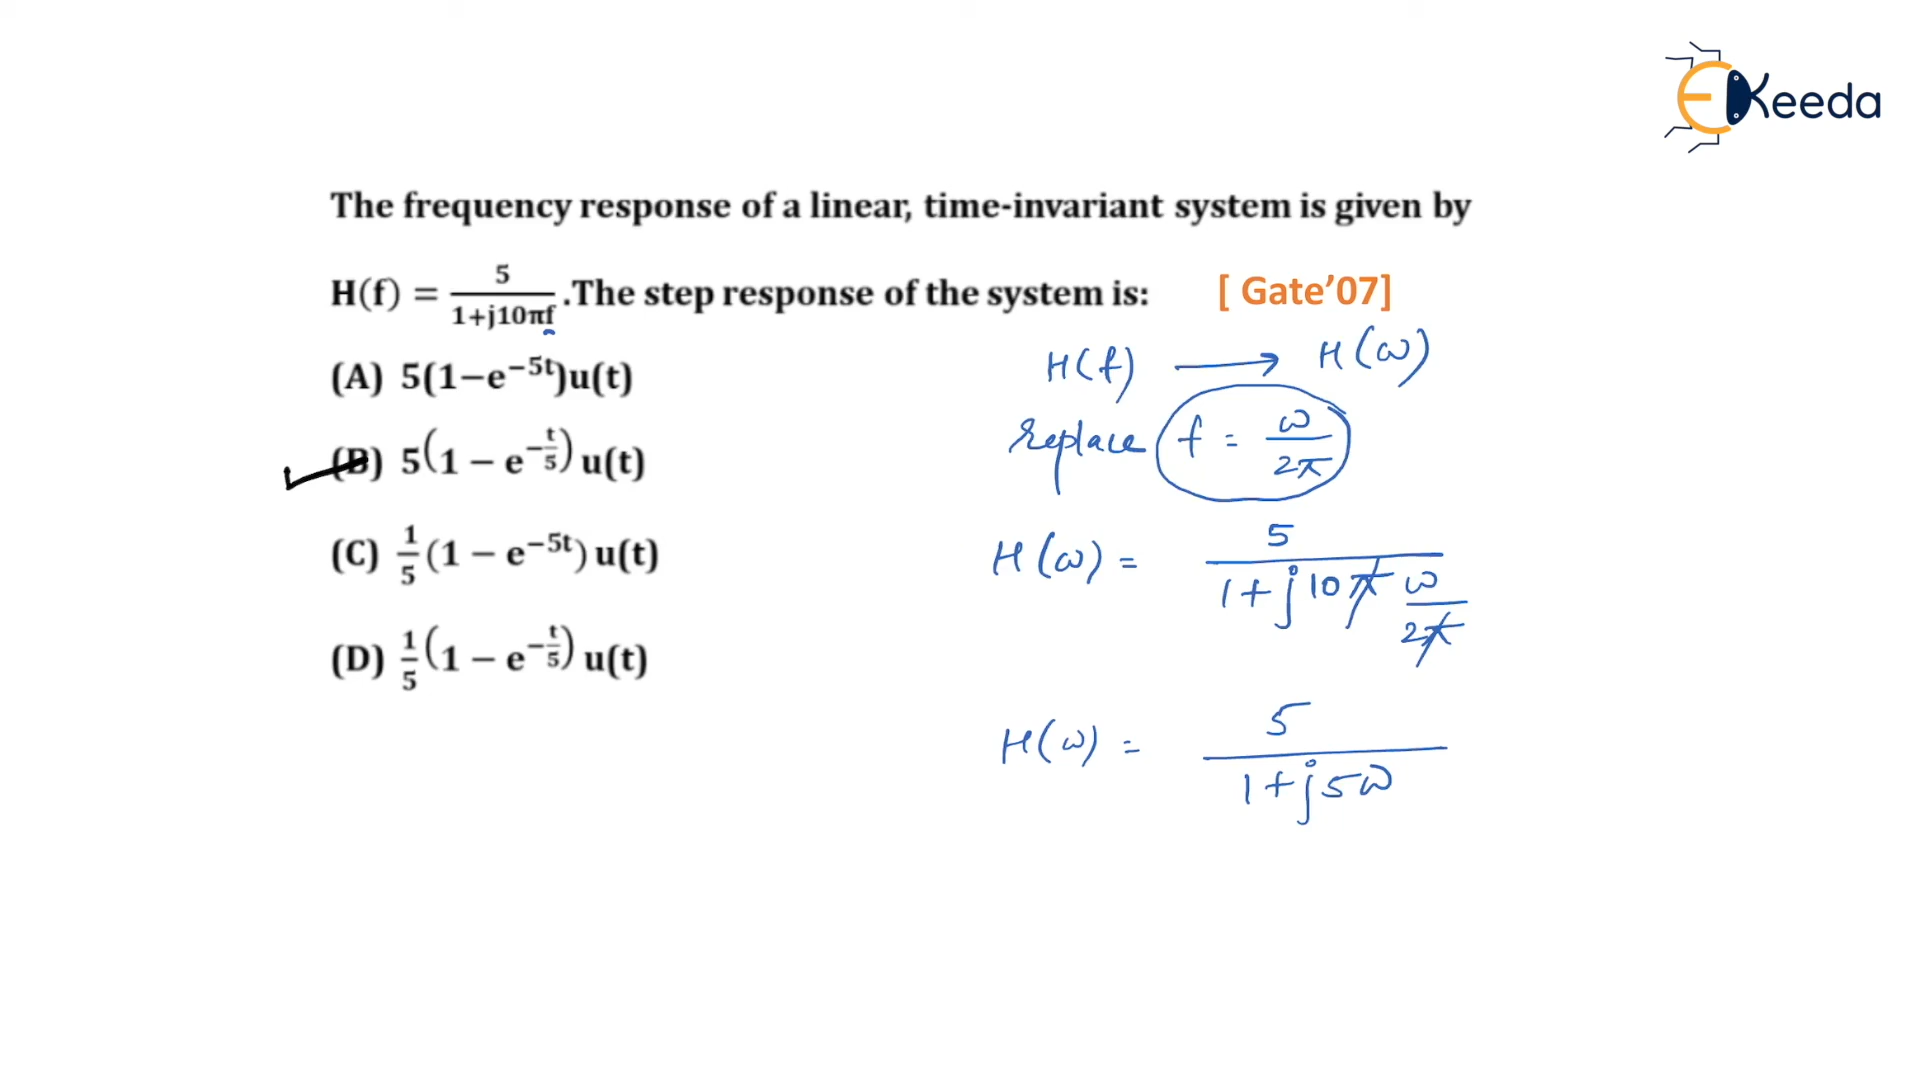 EKeeda
The frequency response of a linear, time-invariant system is given by
H(f) = 5/(1+j10πf) .The step response of the system is: [ Gate’07]
(A) 5(1−e^−5t)u(t)
(B) 5(1 − e^−t/5) u(t)
(C) 1/5 (1 − e^−5t) u(t)
(D) 1/5 (1 − e^−t/5) u(t)
H(f) → H(ω)
replace f = ω/2π
H(ω) = 5/(1+j10π ω/2π)
H(ω) = 5/(1+j5ω)